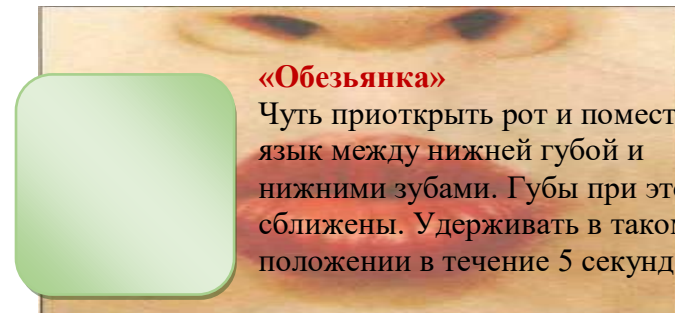 «Обезьянка»
Чуть приоткрыть рот и помест
язык между нижней губой и
нижними зубами. Губы при это
сближены. Удерживать в таком
положении в течение 5 секунд